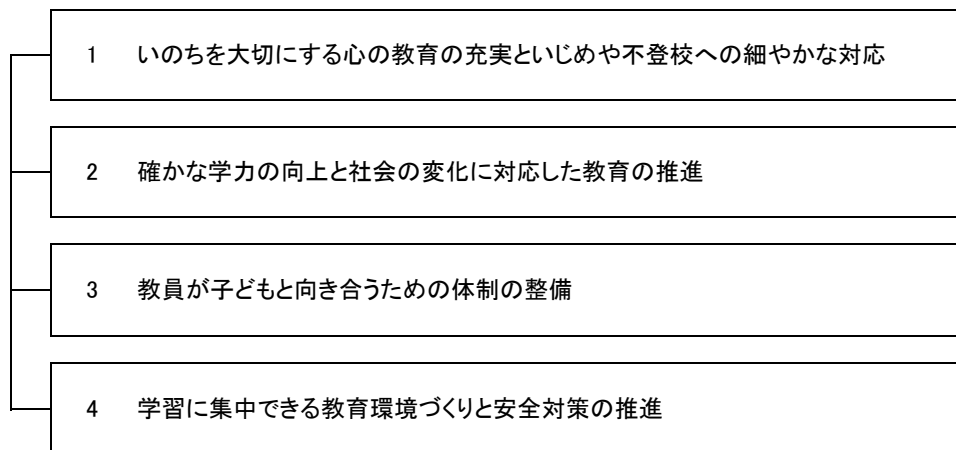 1 いのちを大切にする心の教育の充実といじめや不登校への細やかな対応
2 確かな学力の向上と社会の変化に対応した教育の推進
3 教員が子どもと向き合うための体制の整備
4 学習に集中できる教育環境づくりと安全対策の推進